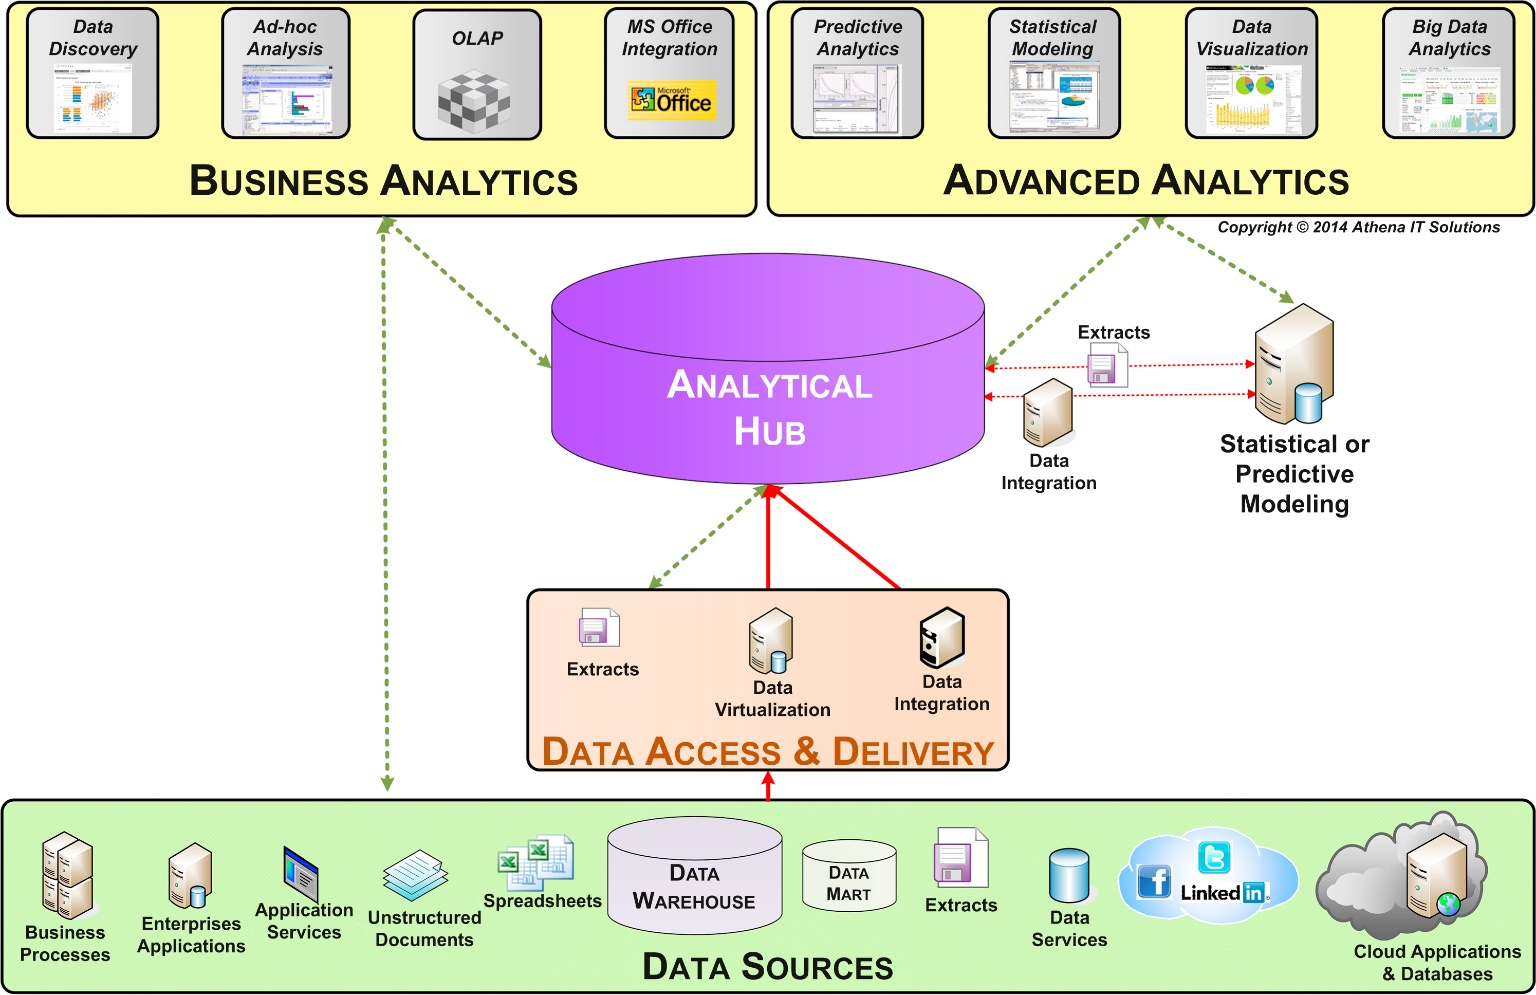 Data
Discovery
Ad-hoc
Analysis
OLAP
MS Office
Integration
Microsoft
Office
BUSINESS ANALYTICS
Predictive
Analytics
Statistical
Modeling
Data
Visualization
Big Data
Analytics
ADVANCED ANALYTICS
Copyright © 2014 Athena IT Solutions
ANALYTICAL
HUB
Extracts
Data
Integration
Statistical or
Predictive
Modeling
Extracts
Data
Virtualization
Data
Integration
DATA ACCESS & DELIVERY
Business
Processes
Enterprises
Applications
Application
Services
Unstructured
Documents
Spreadsheets
DATA
WAREHOUSE
DATA
MART
Extracts
Data
Services
Linked in
Cloud Applications
& Databases
DATA SOURCES